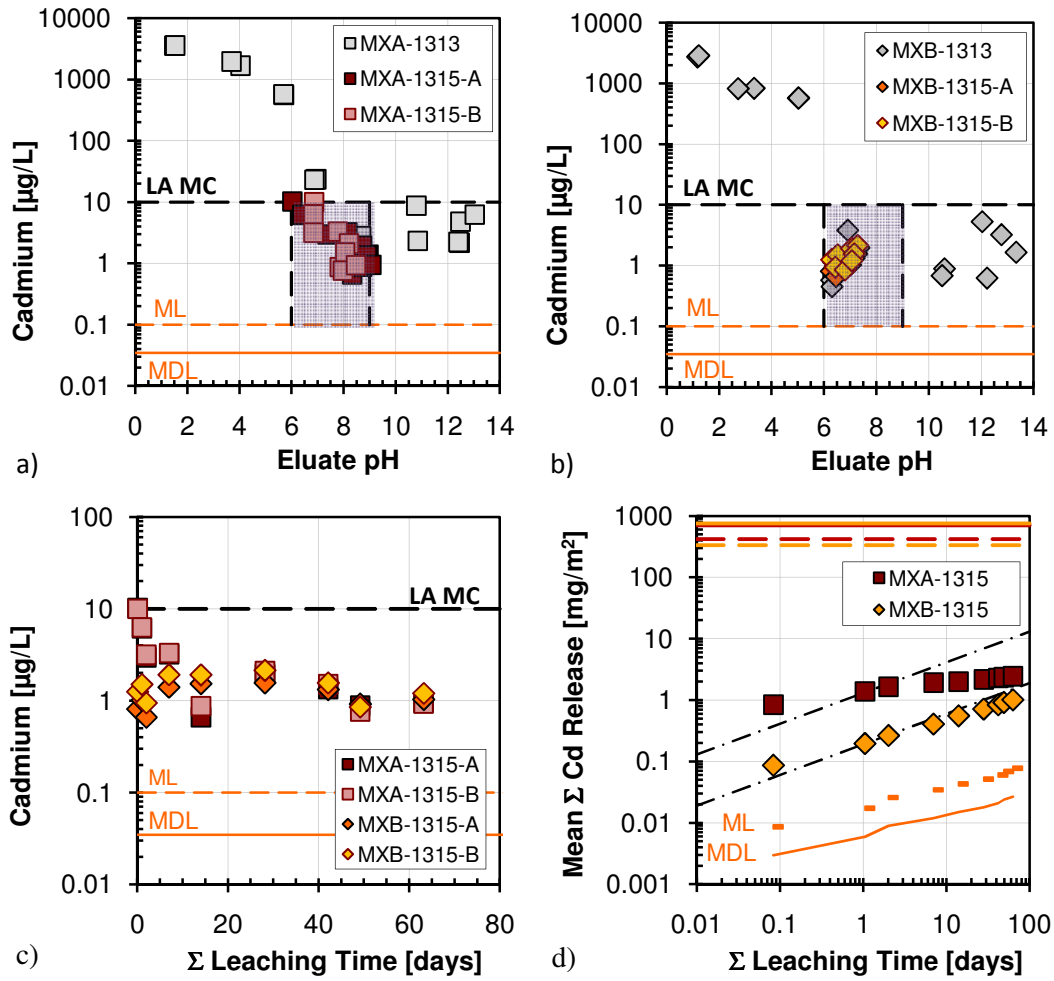 10000
1000
100
10
1
0.1
0.01
Cadmium [µg/L]
MXA-1313
MXA-1315-A
MXA-1315-B
LA MC
ML
MDL
0 2 4 6 8 10 12 14
Eluate pH
a)
10000
1000
100
10
1
0.1
0.01
Cadmium [µg/L]
MXB-1313
MXB-1315-A
MXB-1315-B
LA MC
ML
MDL
0 2 4 6 8 10 12 14
Eluate pH
b)
100
10
1
0.1
0.01
Cadmium [µg/L]
LA MC
ML
MDL
MXA-1315-A
MXA-1315-B
MXB-1315-A
MXB-1315-B
0 20 40 60 80
Σ Leaching Time [days]
c)
1000
100
10
1
0.1
0.01
0.001
Mean Σ Cd Release [mg/m²]
MXA-1315
MXB-1315
ML
MDL
0.01 0.1 1 10 100
Σ Leaching Time [days]
d)